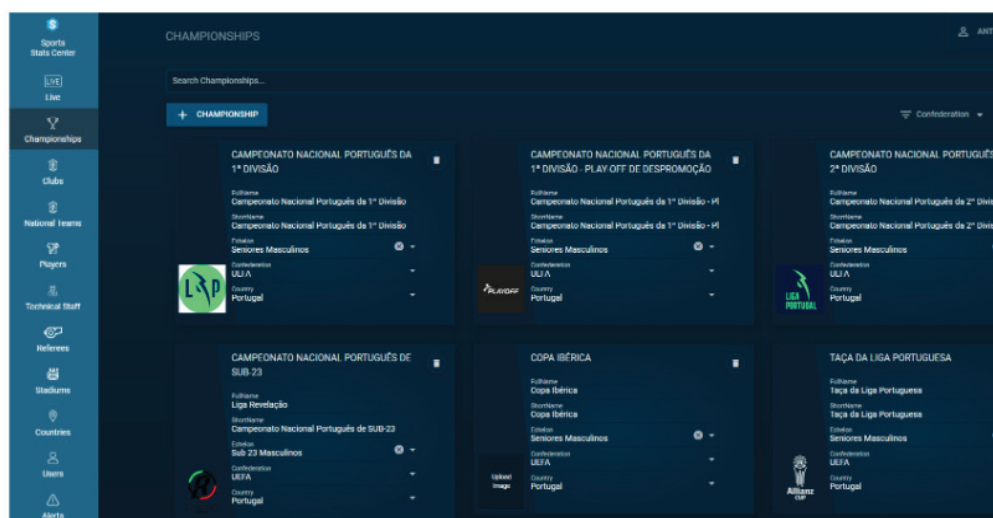 Sports
Stats Center
LIVE
Live
Championships
Clubs
National Teams
Players
Technical Staff
Referees
Stadiums
Countries
Users
Alerts
CHAMPIONSHIPS
ANT
Search Championships...
+ CHAMPIONSHIP
Confederation
CAMPEONATO NACIONAL PORTUGUÊS DA
1ª DIVISÃO
FullName
Campeonato Nacional Português da 1ª Divisão
ShortName
Campeonato Nacional Português da 1ª Divisão
Echelon
Seniores Masculinos
Confederation
UEFA
Country
Portugal
CAMPEONATO NACIONAL PORTUGUÊS DA
1ª DIVISÃO - PLAY-OFF DE DESPROMOÇÃO
FullName
Campeonato Nacional Português da 1ª Divisão - Pl
ShortName
Campeonato Nacional Português da 1ª Divisão - Pl
Echelon
Seniores Masculinos
Confederation
UEFA
PLAYOFF
Country
Portugal
CAMPEONATO NACIONAL PORTUGUÊS
2ª DIVISÃO
FullName
Campeonato Nacional Português da 2ª Divis
ShortName
Campeonato Nacional Português da 2ª Divis
Echelon
Seniores Masculinos
Confederation
UEFA
Country
Portugal
LIGA
PORTUGAL
CAMPEONATO NACIONAL PORTUGUÊS DE
SUB-23
FullName
Liga Revelação
ShortName
Campeonato Nacional Português de SUB-23
Echelon
Sub 23 Masculinos
Confederation
UEFA
Country
Portugal
COPA IBÉRICA
FullName
Copa Ibérica
ShortName
Copa Ibérica
Echelon
Seniores Masculinos
Confederation
UEFA
Upload
Image
Country
Portugal
TAÇA DA LIGA PORTUGUESA
FullName
Taça da Liga Portuguesa
ShortName
Taça da Liga Portuguesa
Echelon
Seniores Masculinos
Confederation
UEFA
Country
Portugal
Allianz
CUP